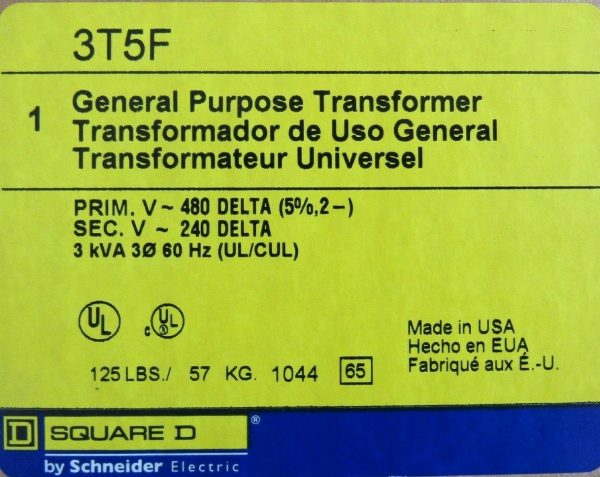 3T5F
1 General Purpose Transformer
Transformador de Uso General
Transformateur Universel
PRIM. V ~ 480 DELTA (5%,2-)
SEC. V ~ 240 DELTA
3 kVA 3Ø 60 Hz (UL/CUL)
UL c UL
Made in USA
Hecho en EUA
Fabriqué aux É.-U.
125 LBS./ 57 KG. 1044 65
D SQUARE D ®
by Schneider Electric